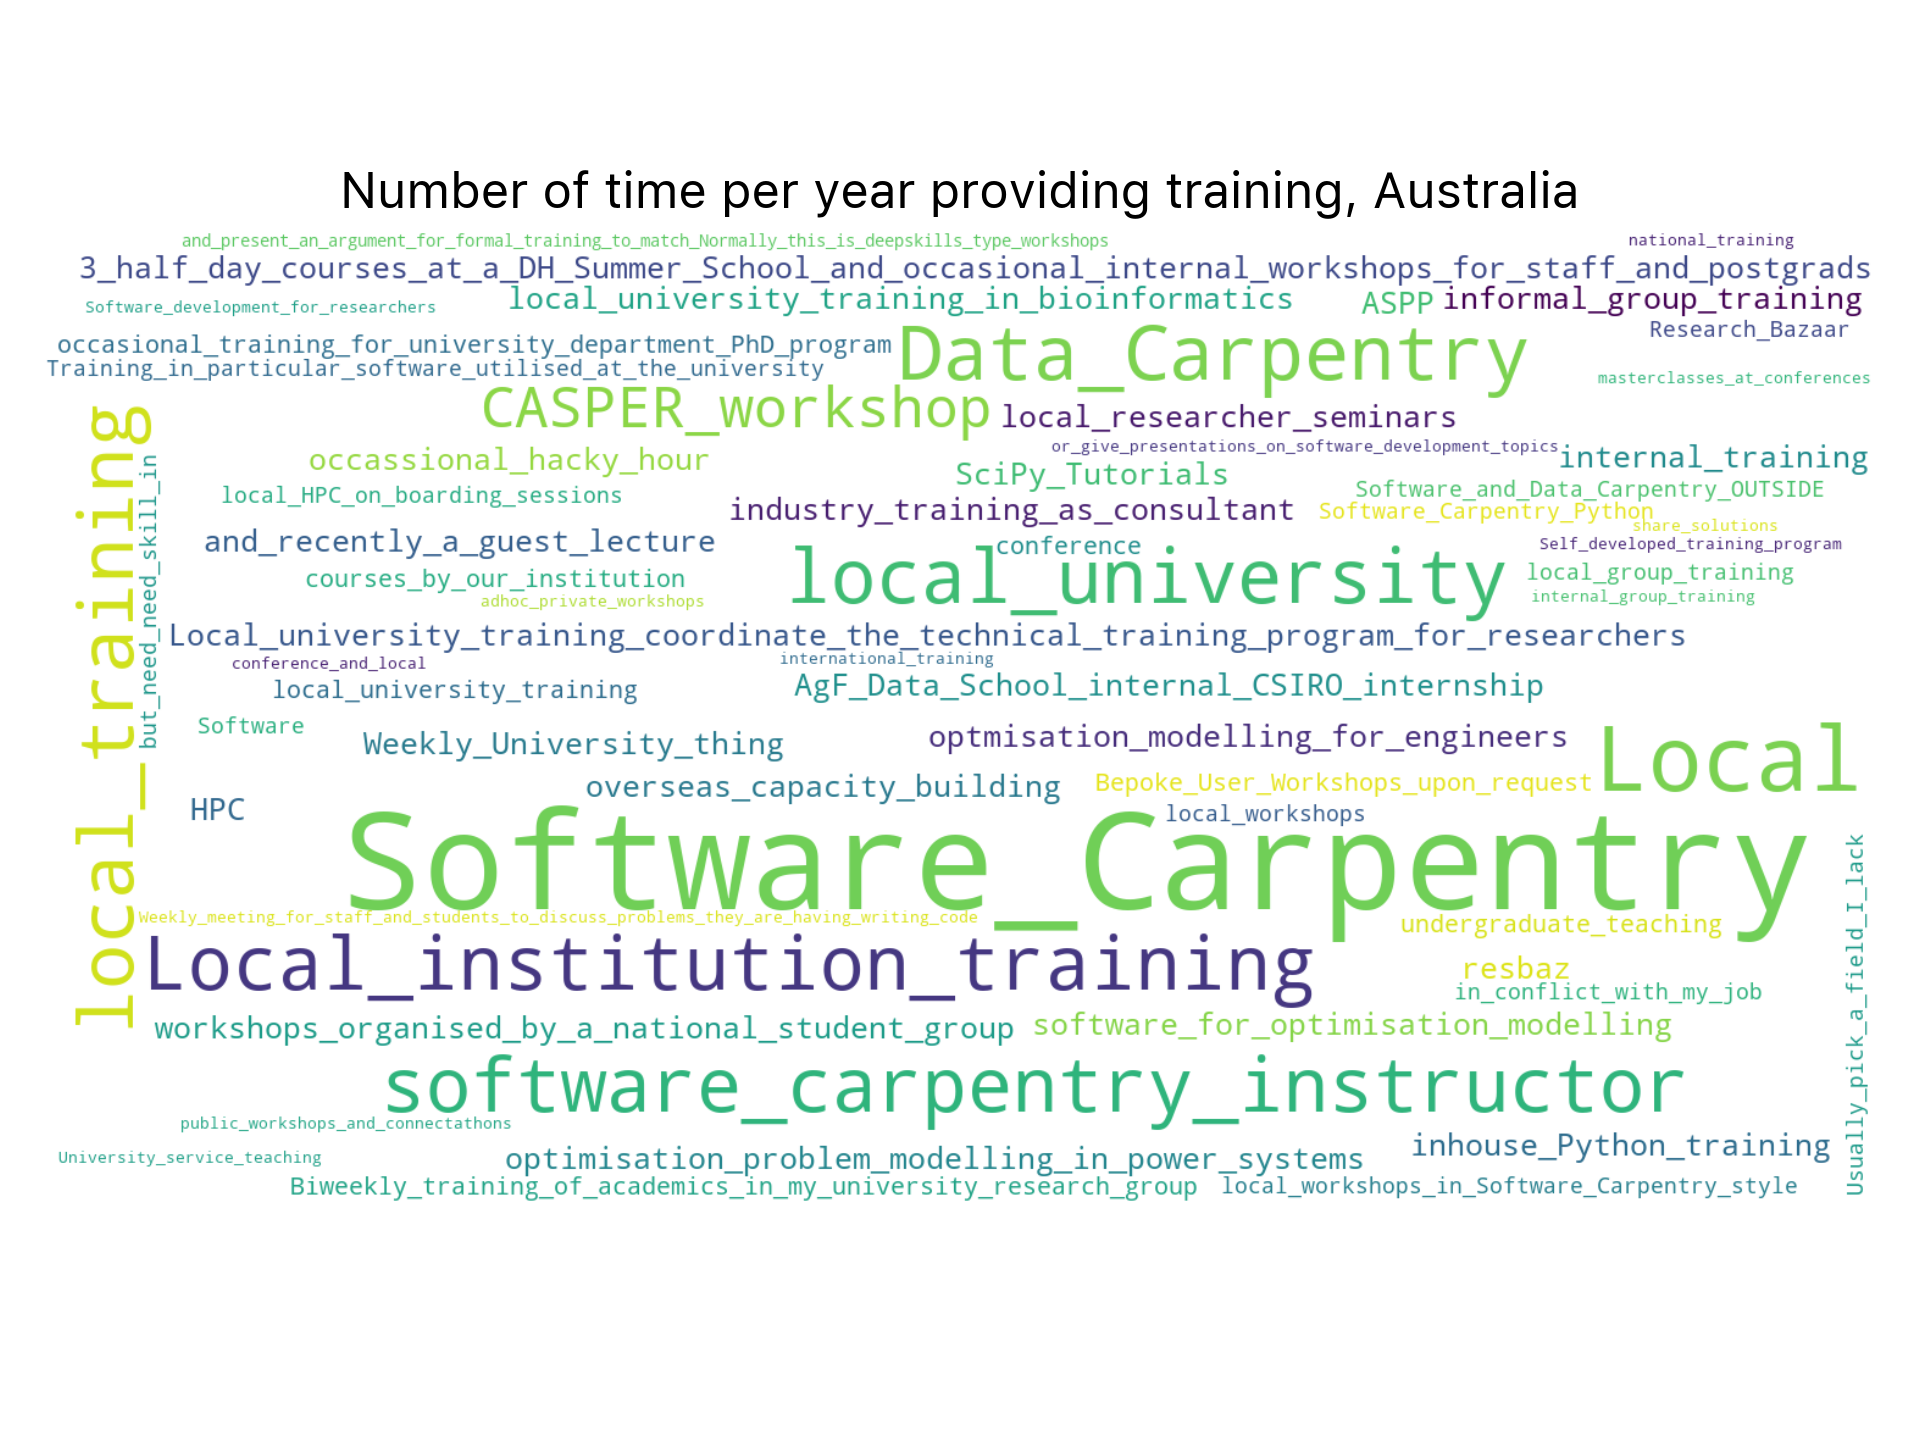 Number of time per year providing training, Australia
and_present_an_argument_for_formal_training_to_match_Normally_this_is_deepskills_type_workshops
national_training
3_half_day_courses_at_a_DH_Summer_School_and_occasional_internal_workshops_for_staff_and_postgrads
Software_development_for_researchers
local_university_training_in_bioinformatics
ASPP
informal_group_training
Research_Bazaar
occasional_training_for_university_department_PhD_program
Data_Carpentry
Training_in_particular_software_utilised_at_the_university
masterclasses_at_conferences
CASPER_workshop
local_researcher_seminars
or_give_presentations_on_software_development_topics
internal_training
occassional_hacky_hour
SciPy_Tutorials
local_HPC_on_boarding_sessions
Software_and_Data_Carpentry_OUTSIDE
industry_training_as_consultant
Software_Carpentry_Python
share_solutions
and_recently_a_guest_lecture
conference
Self_developed_training_program
local_training
but_need_need_skill_in
courses_by_our_institution
local_university
local_group_training
adhoc_private_workshops
internal_group_training
Local_university_training_coordinate_the_technical_training_program_for_researchers
conference_and_local
international_training
local_university_training
AgF_Data_School_internal_CSIRO_internship
Software
Weekly_University_thing
optmisation_modelling_for_engineers
Local
overseas_capacity_building
Bepoke_User_Workshops_upon_request
HPC
local_workshops
Software_Carpentry
Weekly_meeting_for_staff_and_students_to_discuss_problems_they_are_having_writing_code
undergraduate_teaching
Local_institution_training
resbaz
in_conflict_with_my_job
Usually_pick_a_field_I_lack
workshops_organised_by_a_national_student_group
software_for_optimisation_modelling
software_carpentry_instructor
public_workshops_and_connectathons
University_service_teaching
optimisation_problem_modelling_in_power_systems
inhouse_Python_training
Biweekly_training_of_academics_in_my_university_research_group
local_workshops_in_Software_Carpentry_style